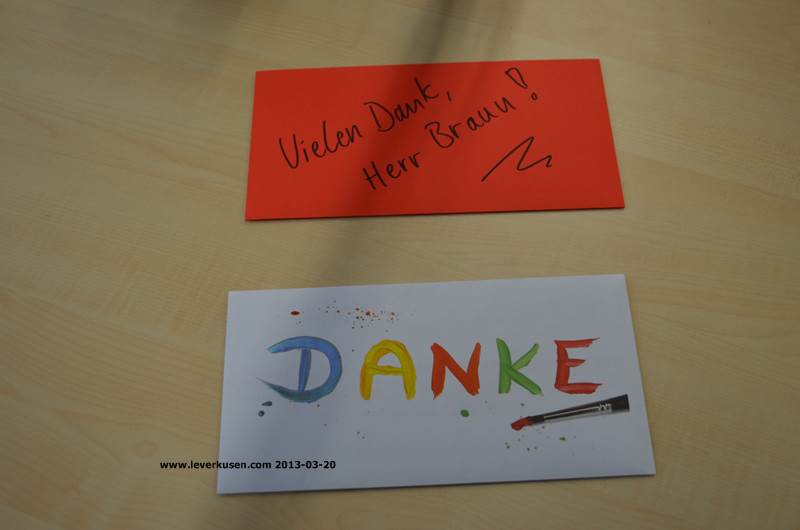 Vielen Dank,
Herr Braun!
DANKE
www.leverkusen.com 2013-03-20